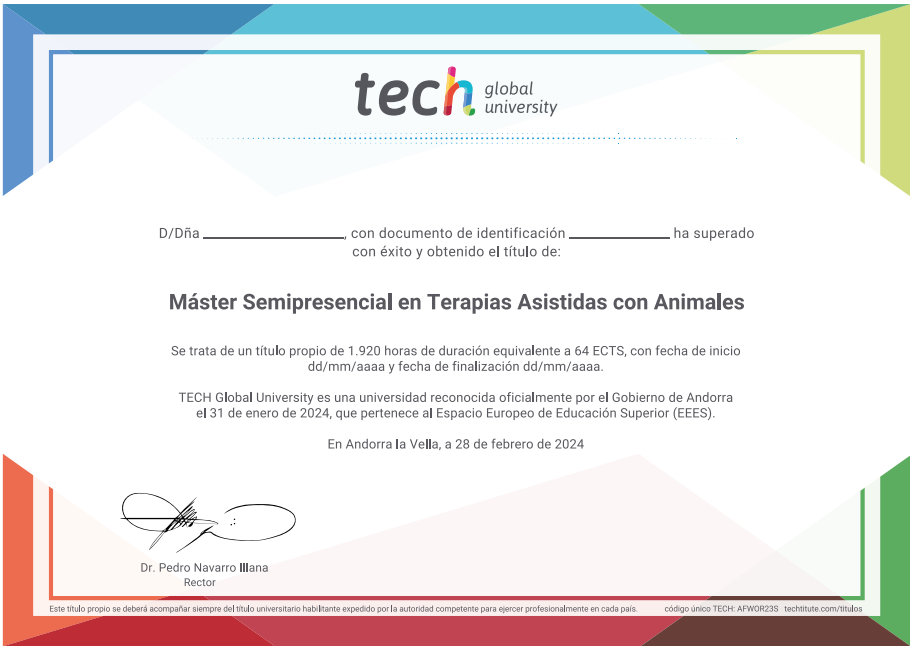 tech global university
D/Dña ______________, con documento de identificación __________ ha superado
con éxito y obtenido el título de:
Máster Semipresencial en Terapias Asistidas con Animales
Se trata de un título propio de 1.920 horas de duración equivalente a 64 ECTS, con fecha de inicio
dd/mm/aaaa y fecha de finalización dd/mm/aaaa.
TECH Global University es una universidad reconocida oficialmente por el Gobierno de Andorra
el 31 de enero de 2024, que pertenece al Espacio Europeo de Educación Superior (EEES).
En Andorra la Vella, a 28 de febrero de 2024
Dr. Pedro Navarro Illana
Rector
Este título propio se deberá acompañar siempre del título universitario habilitante expedido por la autoridad competente para ejercer profesionalmente en cada país. código único TECH: AFWOR23S techtitute.com/titulos